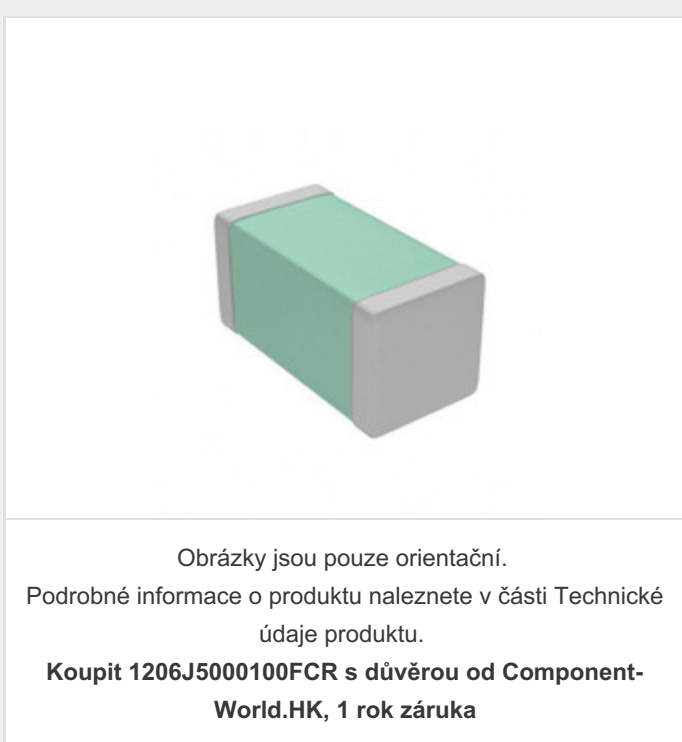 Obrázky jsou pouze orientační.
Podrobné informace o produktu naleznete v části Technické
údaje produktu.
Koupit 1206J5000100FCR s důvěrou od Component-
World.HK, 1 rok záruka